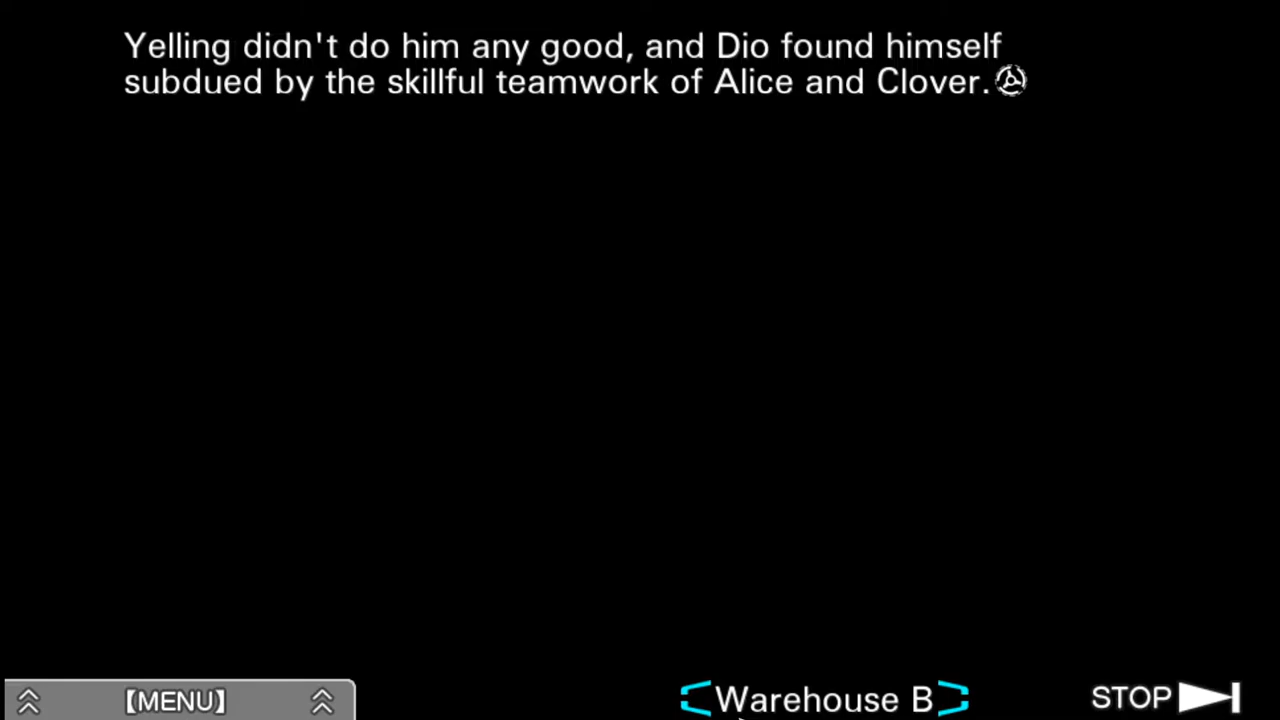 Yelling didn't do him any good, and Dio found himself
subdued by the skillful teamwork of Alice and Clover.
【MENU】
Warehouse B
STOP